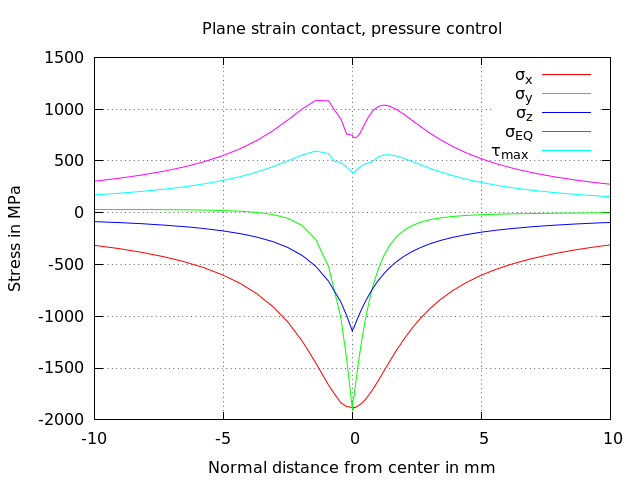 Plane strain contact, pressure control
1500
1000
500
0
-500
-1000
-1500
-2000
-10
-5
0
5
10
Stress in MPa
Normal distance from center in mm
σx
σy
σz
σEQ
τmax